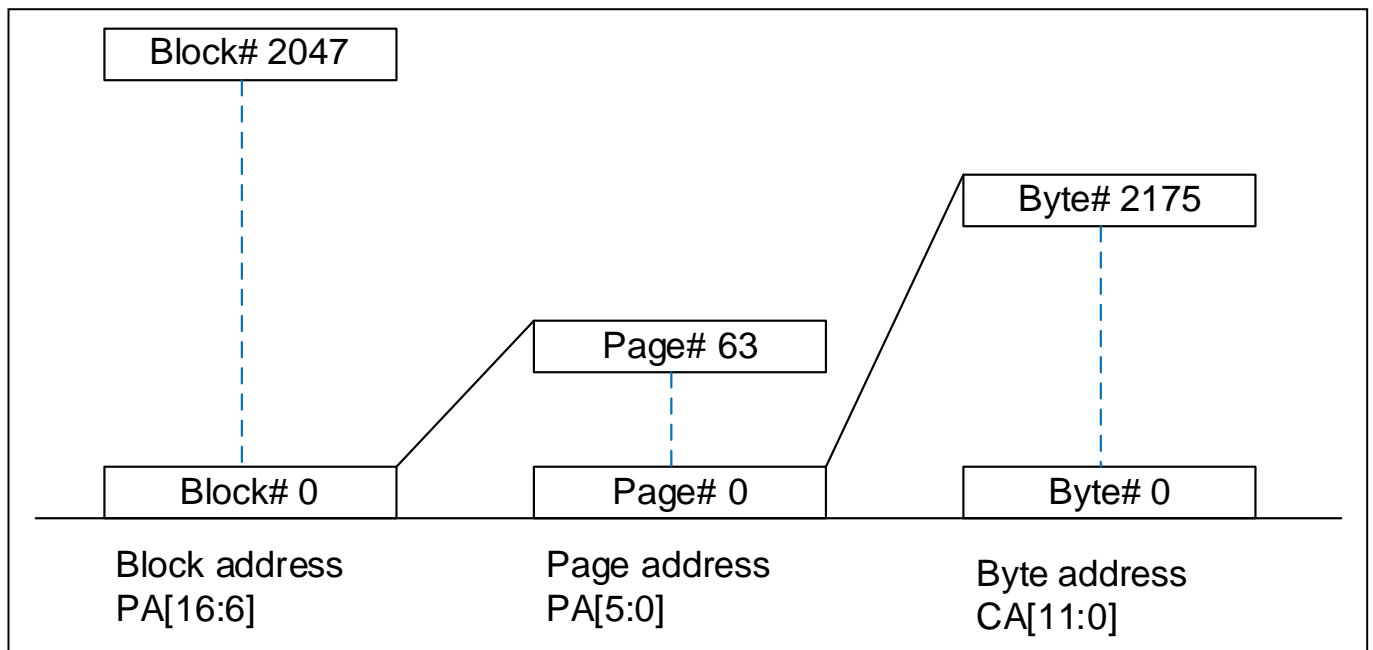 Block# 2047
Byte# 2175
Page# 63
Block# 0
Page# 0
Byte# 0
Block address
PA[16:6]
Page address
PA[5:0]
Byte address
CA[11:0]